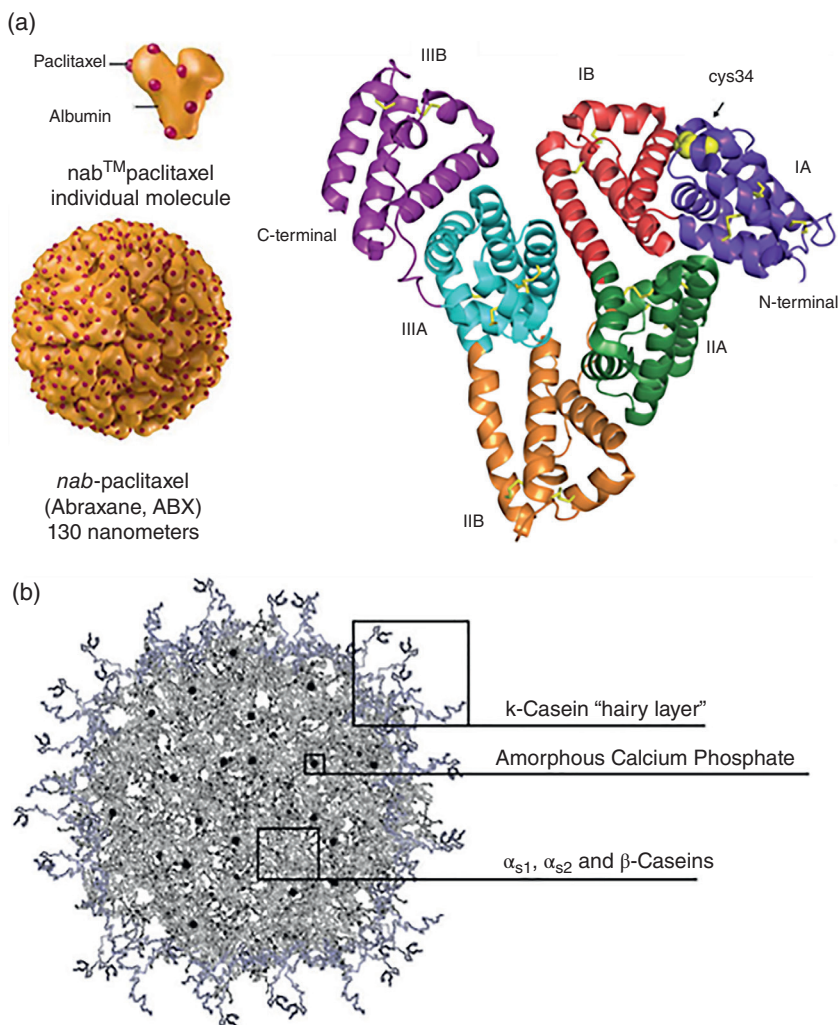 (a)
Paclitaxel
Albumin
nab™paclitaxel
individual molecule
nab-paclitaxel
(Abraxane, ABX)
130 nanometers
IIIB
IB
cys34
IA
C-terminal
N-terminal
IIIA
IIA
IIB
(b)
k-Casein “hairy layer”
Amorphous Calcium Phosphate
αs1, αs2 and β-Caseins